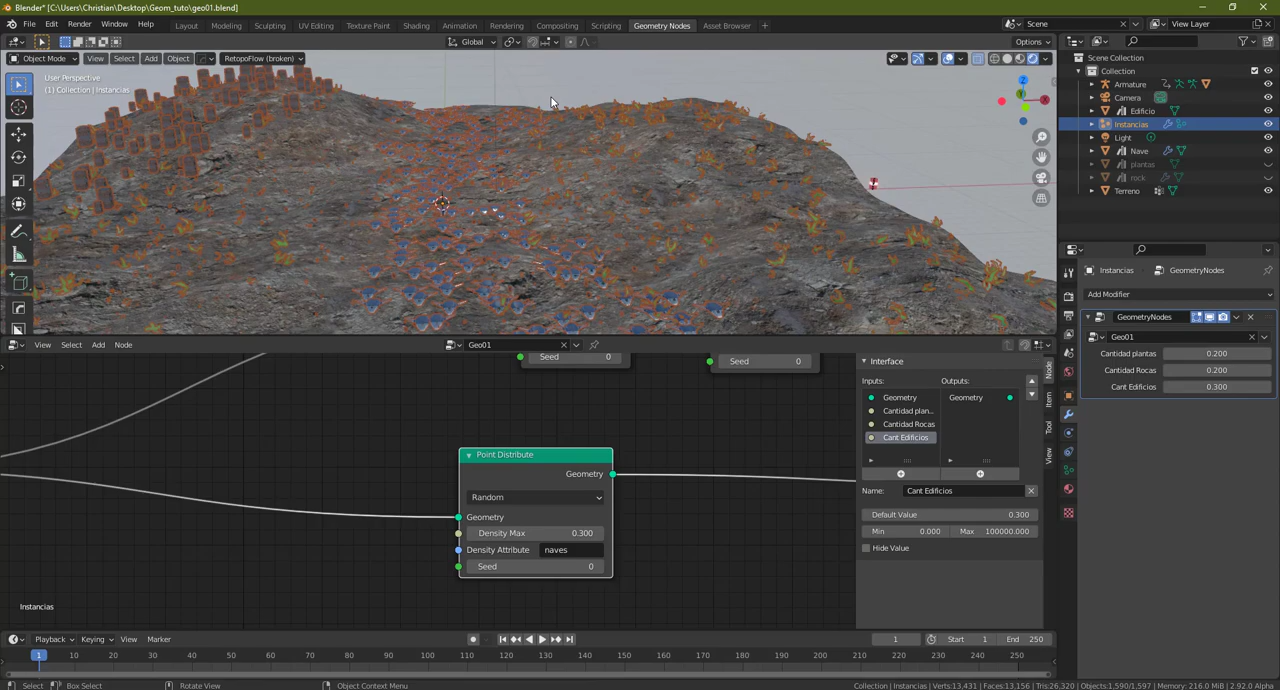 Blender* [C:\Users\Christian\Desktop\Geom_tuto\geo01.blend]
File Edit Render Window Help Layout Modeling Sculpting UV Editing Texture Paint Shading Animation Rendering Compositing Scripting Geometry Nodes Asset Browser + Scene View Layer
Global Options
Object Mode View Select Add Object RetopoFlow (broken)
User Perspective
(1) Collection | Instancias
Z
Y
X
Scene Collection
Collection
Armature
Camera
Edificio
Instancias
Light
Nave
plantas
rock
Terreno
Instancias GeometryNodes
Add Modifier
GeometryNodes
Geo01
Cantidad plantas 0.200
Cantidad Rocas 0.200
Cant Edificios 0.300
View Select Add Node Geo01
Seed 0
Seed 0
Point Distribute
Geometry
Random
Geometry
Density Max 0.300
Density Attribute naves
Seed 0
Instancias
Interface
Inputs: Outputs:
Geometry Geometry
Cantidad plan...
Cantidad Rocas
Cant Edificios
Name: Cant Edificios
Default Value 0.300
Min 0.000 Max 100000.000
Hide Value
Node
Item
Tool
View
Playback Keying View Marker 1 Start 1 End 250
1 10 20 30 40 50 60 70 80 90 100 110 120 130 140 150 160 170 180 190 200 210 220 230 240 250
Select Box Select Rotate View Object Context Menu Collection | Instancias | Verts:13,431 | Faces:13,156 | Tris:26,320 | Objects:1,590/1,597 | Memory: 216.0 MiB | 2.92.0 Alpha